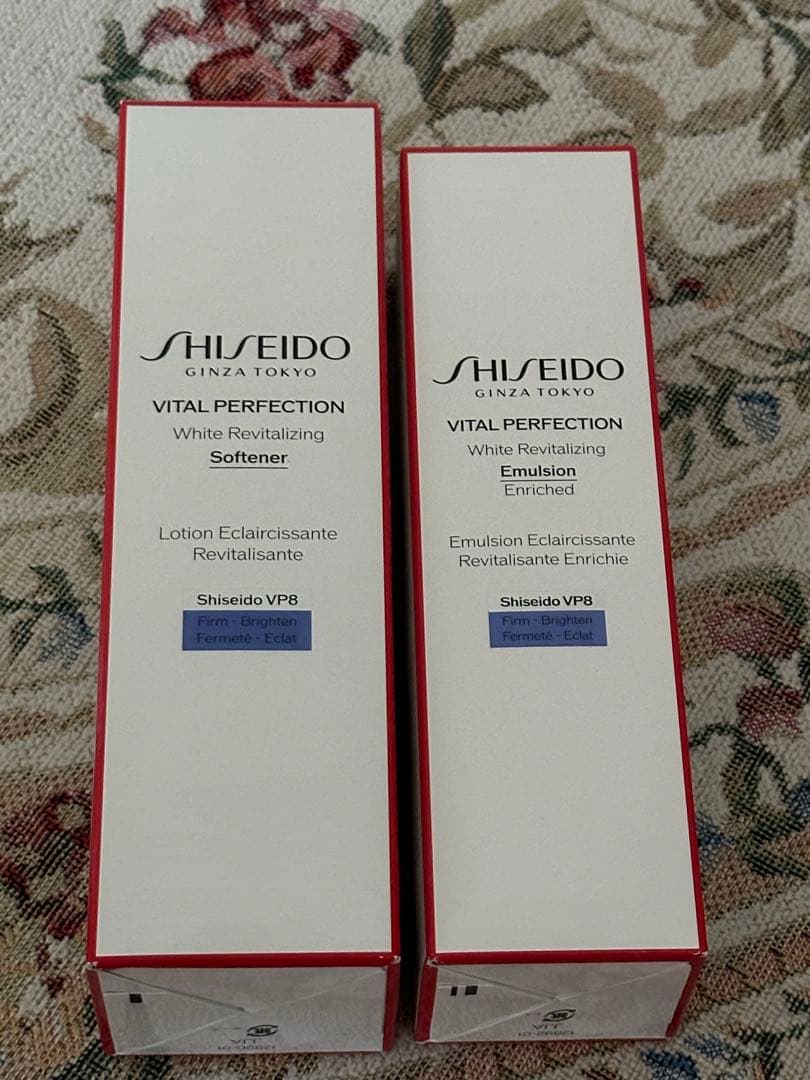 SHISEIDO
GINZA TOKYO
VITAL PERFECTION
White Revitalizing
Softener
Lotion Eclaircissante
Revitalisante
Shiseido VP8
Firm - Brighten
Fermeté - Eclat
SHISEIDO
GINZA TOKYO
VITAL PERFECTION
White Revitalizing
Emulsion
Enriched
Emulsion Eclaircissante
Revitalisante Enrichie
Shiseido VP8
Firm - Brighten
Fermeté - Eclat